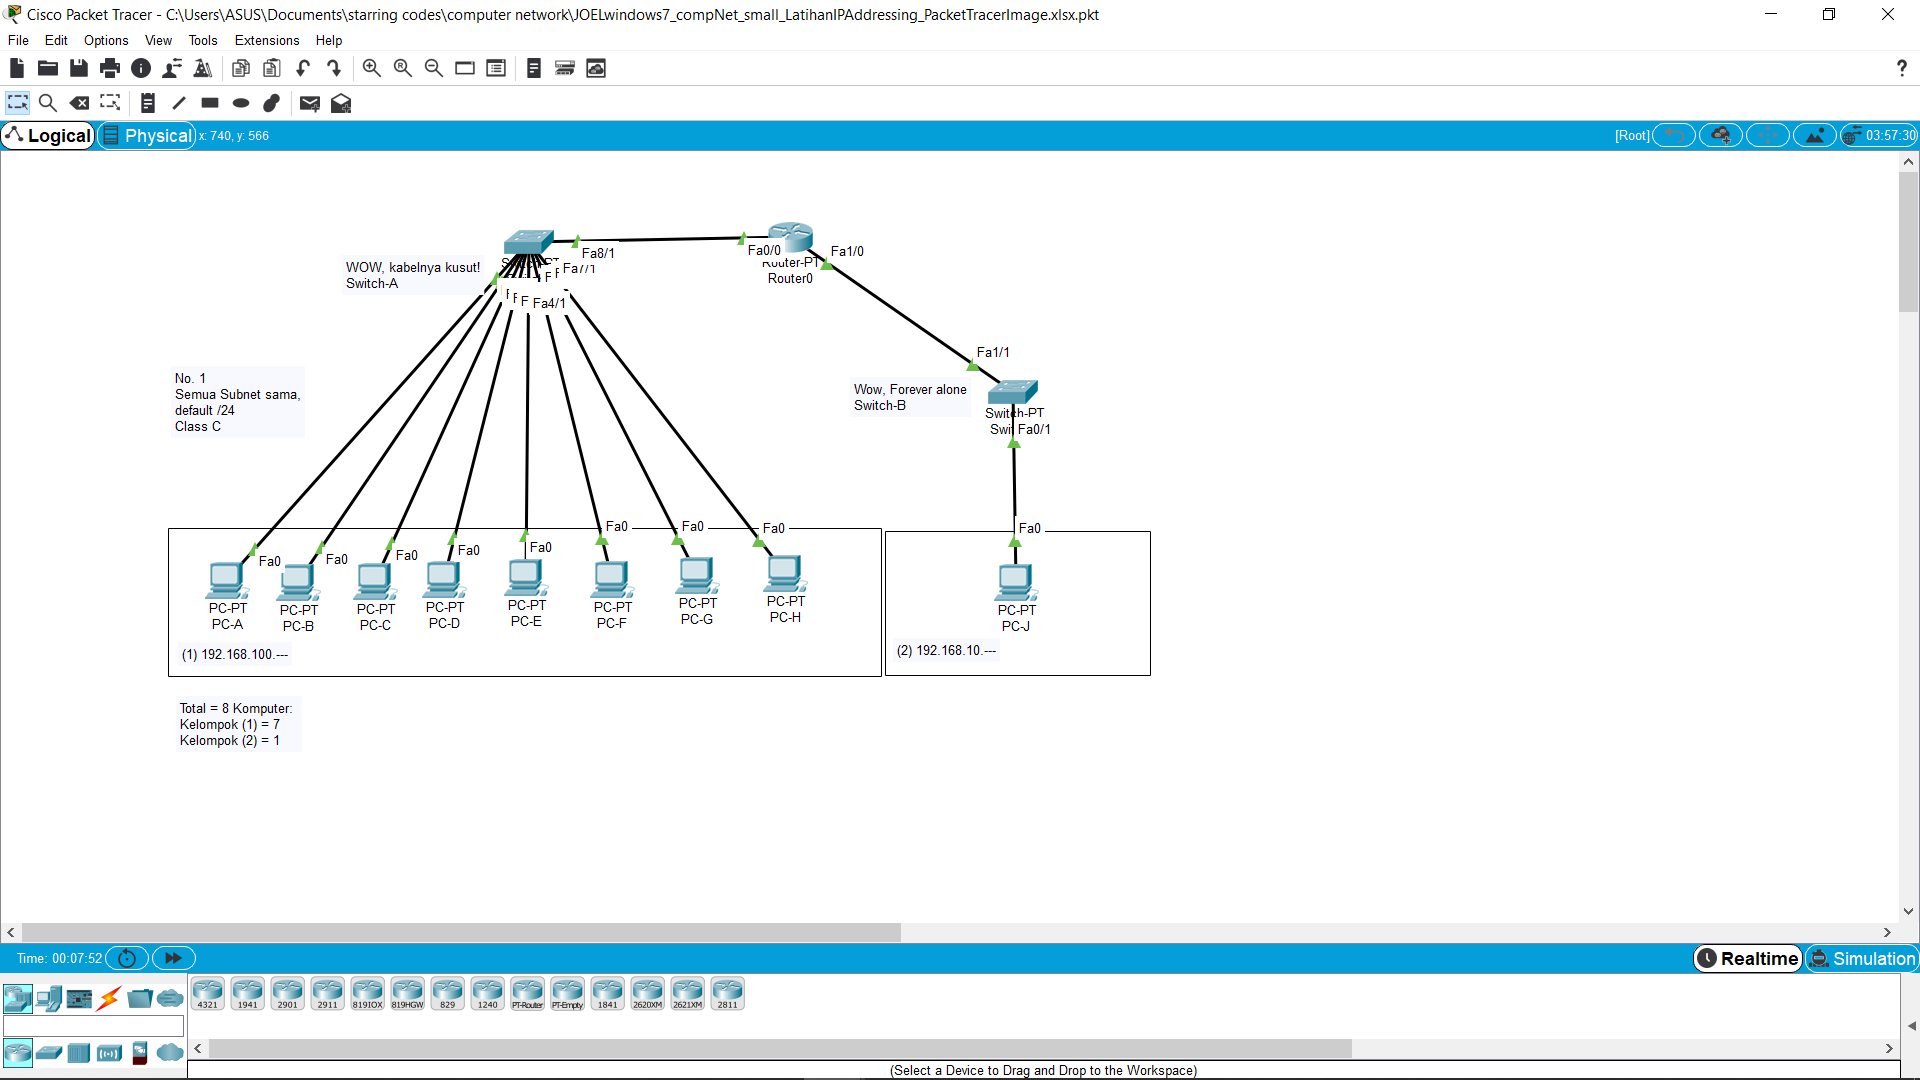 Cisco Packet Tracer - C:\Users\ASUS\Documents\starring codes\computer network\JOELwindows7_compNet_small_LatihanIPAddressing_PacketTracerImage.xlsx.pkt
File Edit Options View Tools Extensions Help
?
Logical Physical x: 740, y: 566 [Root] 03:57:30
Fa8/1
Fa0/0
Fa1/0
WOW, kabelnya kusut!
Switch-A
Fa7/1
Router-PT
Router0
F F Fa4/1
Fa1/1
No. 1
Semua Subnet sama,
default /24
Class C
Wow, Forever alone
Switch-B
Switch-PT
Fa0/1
Fa0 Fa0 Fa0 Fa0 Fa0 Fa0 Fa0 Fa0 Fa0
PC-PT PC-PT PC-PT PC-PT PC-PT PC-PT PC-PT PC-PT PC-PT
PC-A PC-B PC-C PC-D PC-E PC-F PC-G PC-H PC-J
(1) 192.168.100.---
(2) 192.168.10.---
Total = 8 Komputer:
Kelompok (1) = 7
Kelompok (2) = 1
Time: 00:07:52 Realtime Simulation
4321 1941 2901 2911 819IOX 819HGW 829 1240 PT-Router PT-Empty 1841 2620XM 2621XM 2811
(Select a Device to Drag and Drop to the Workspace)